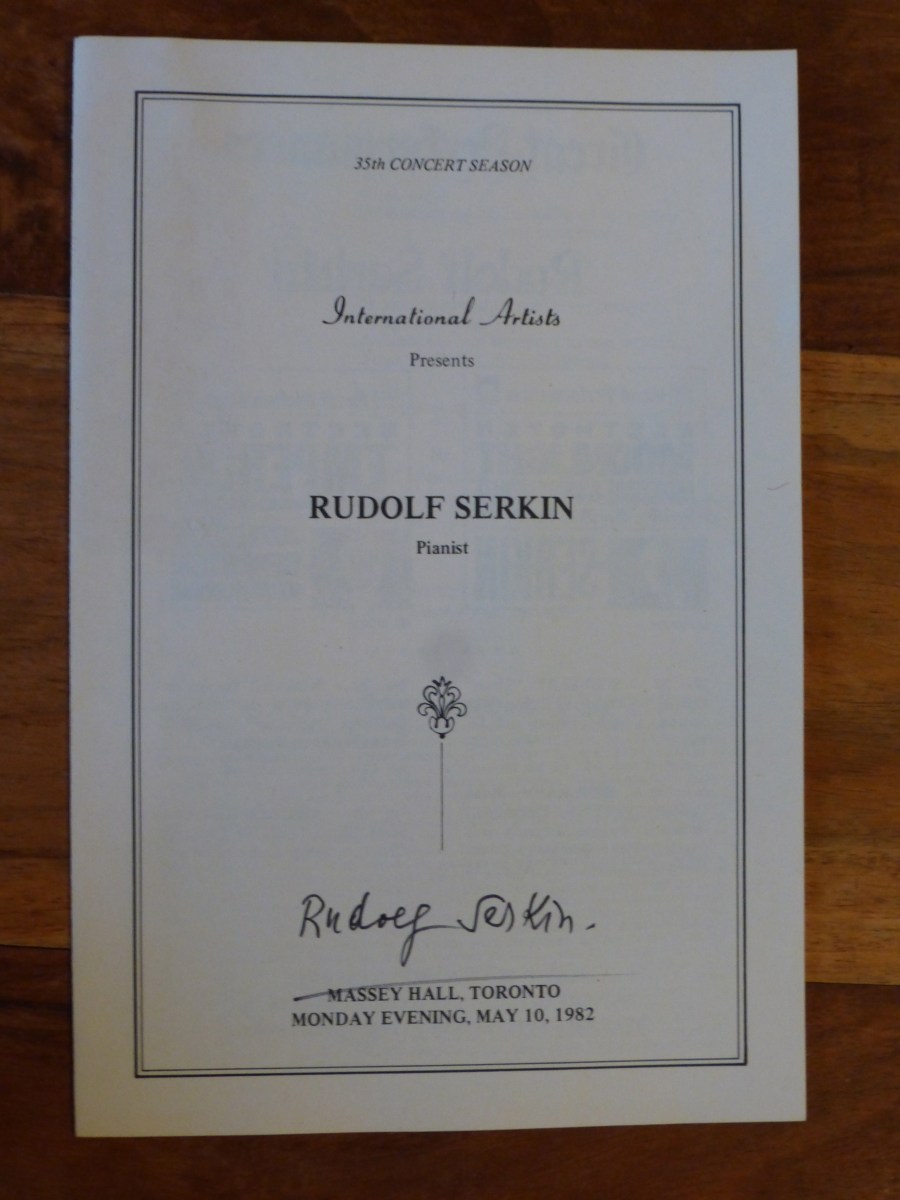 35th CONCERT SEASON
International Artists
Presents
RUDOLF SERKIN
Pianist
Rudolf Serkin.
MASSEY HALL, TORONTO
MONDAY EVENING, MAY 10, 1982